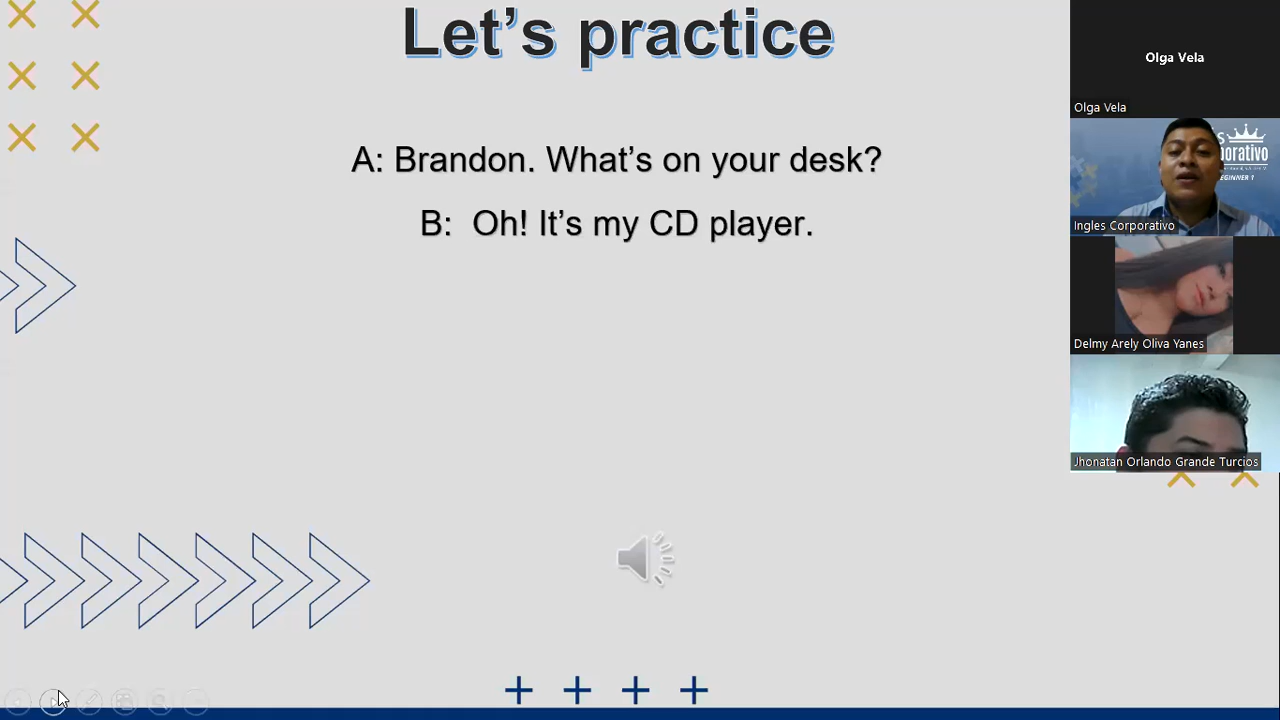 Let's practice
A: Brandon. What's on your desk?
B: Oh! It's my CD player.
Olga Vela
Olga Vela
Ingles Corporativo
Delmy Arely Oliva Yanes
Jhonatan Orlando Grande Turcios